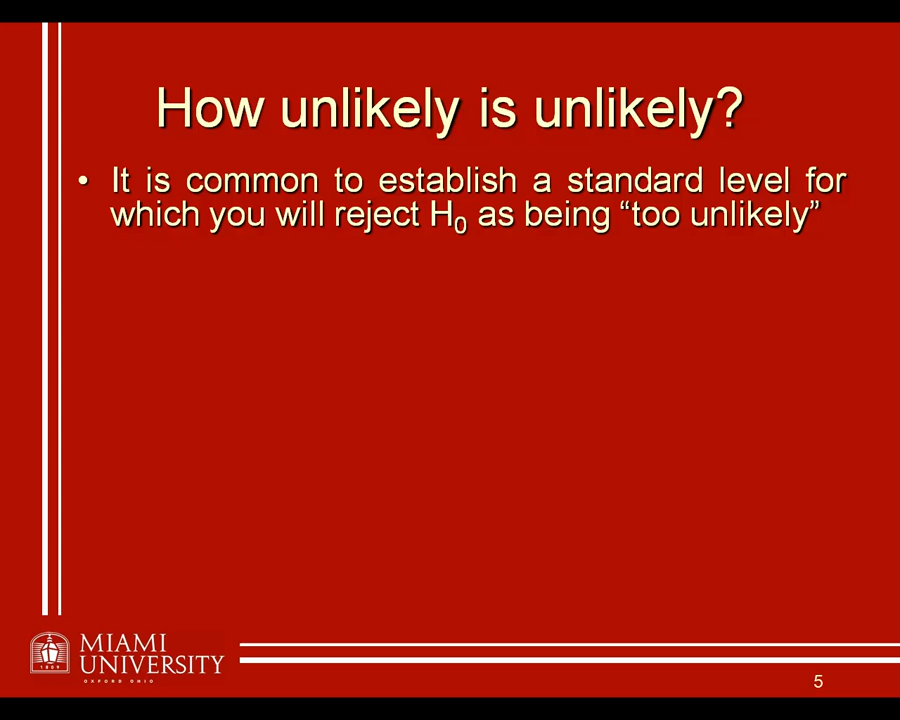 How unlikely is unlikely?
• It is common to establish a standard level for
which you will reject H₀ as being “too unlikely”
MIAMI
UNIVERSITY
OXFORD OHIO
1809
5